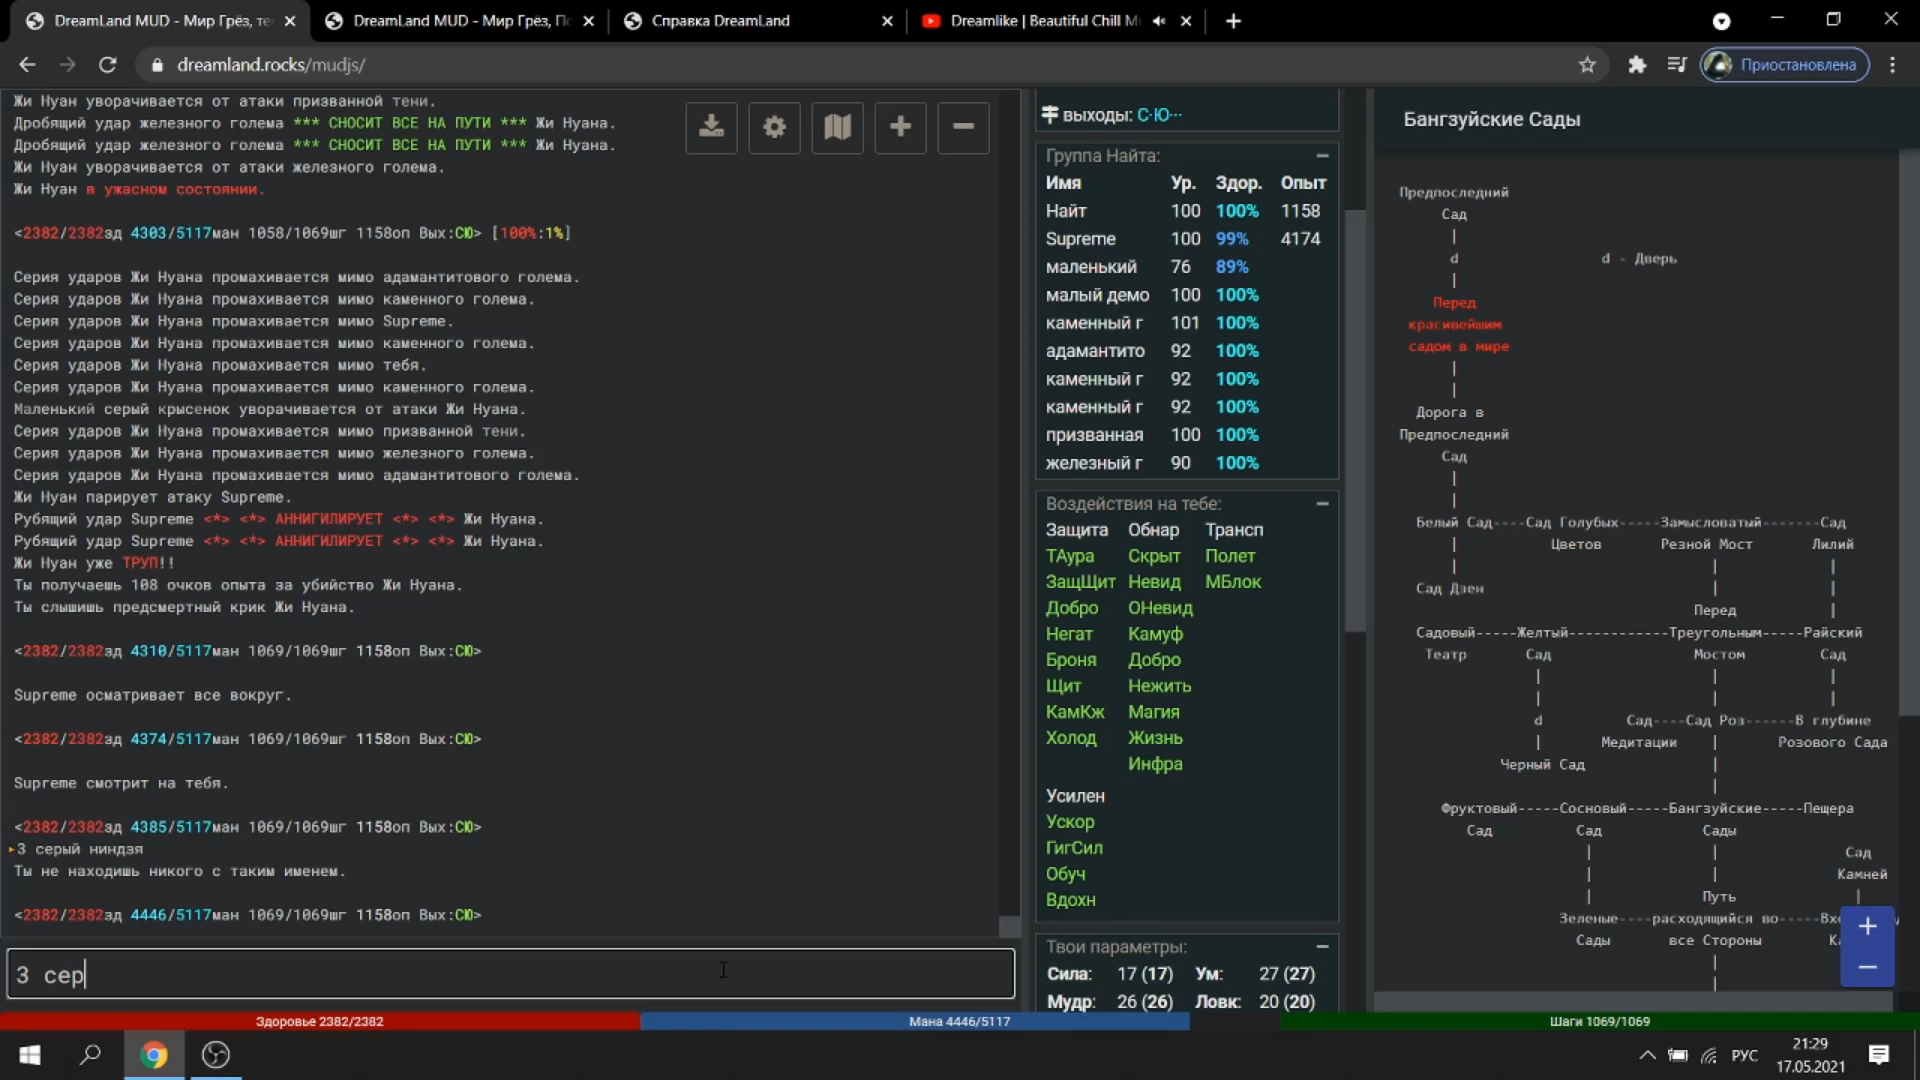 DreamLand MUD - Мир Грёз, те
DreamLand MUD - Мир Грёз, П
Справка DreamLand
Dreamlike | Beautiful Chill M
dreamland.rocks/mudjs/
Приостановлена
Жи Нуан уворачивается от атаки призванной тени.
Дробящий удар железного голема *** СНОСИТ ВСЕ НА ПУТИ *** Жи Нуана.
Дробящий удар железного голема *** СНОСИТ ВСЕ НА ПУТИ *** Жи Нуана.
Жи Нуан уворачивается от атаки железного голема.
Жи Нуан в ужасном состоянии.
<2382/2382зд 4303/5117ман 1058/1069шг 1158оп Вых:СЮ> [100%:1%]
Серия ударов Жи Нуана промахивается мимо адамантитового голема.
Серия ударов Жи Нуана промахивается мимо каменного голема.
Серия ударов Жи Нуана промахивается мимо Supreme.
Серия ударов Жи Нуана промахивается мимо каменного голема.
Серия ударов Жи Нуана промахивается мимо тебя.
Серия ударов Жи Нуана промахивается мимо каменного голема.
Маленький серый крысенок уворачивается от атаки Жи Нуана.
Серия ударов Жи Нуана промахивается мимо призванной тени.
Серия ударов Жи Нуана промахивается мимо железного голема.
Серия ударов Жи Нуана промахивается мимо адамантитового голема.
Жи Нуан парирует атаку Supreme.
Рубящий удар Supreme <*> <*> АННИГИЛИРУЕТ <*> <*> Жи Нуана.
Рубящий удар Supreme <*> <*> АННИГИЛИРУЕТ <*> <*> Жи Нуана.
Жи Нуан уже ТРУП!!
Ты получаешь 108 очков опыта за убийство Жи Нуана.
Ты слышишь предсмертный крик Жи Нуана.
<2382/2382зд 4310/5117ман 1069/1069шг 1158оп Вых:СЮ>
Supreme осматривает все вокруг.
<2382/2382зд 4374/5117ман 1069/1069шг 1158оп Вых:СЮ>
Supreme смотрит на тебя.
<2382/2382зд 4385/5117ман 1069/1069шг 1158оп Вых:СЮ>
▸3 серый ниндзя
Ты не находишь никого с таким именем.
<2382/2382зд 4446/5117ман 1069/1069шг 1158оп Вых:СЮ>
3 сер
выходы: С·Ю···
Группа Найта:
Имя Ур. Здор. Опыт
Найт 100 100% 1158
Supreme 100 99% 4174
маленький 76 89%
малый демо 100 100%
каменный г 101 100%
адамантито 92 100%
каменный г 92 100%
каменный г 92 100%
призванная 100 100%
железный г 90 100%
Воздействия на тебе:
Защита Обнар Трансп
ТАура Скрыт Полет
ЗащЩит Невид МБлок
Добро ОНевид
Негат Камуф
Броня Добро
Щит Нежить
КамКж Магия
Холод Жизнь
Инфра
Усилен
Ускор
ГигСил
Обуч
Вдохн
Твои параметры:
Сила: 17 (17) Ум: 27 (27)
Мудр: 26 (26) Ловк: 20 (20)
Бангзуйские Сады
Предпоследний
Сад
|
d d - Дверь
|
Перед
красивейшим
садом в мире
|
|
Дорога в
Предпоследний
Сад
|
|
Белый Сад----Сад Голубых-----Замысловатый-------Сад
| Цветов Резной Мост Лилий
| | |
Сад Дзен | |
Перед |
Садовый-----Желтый------------Треугольным-----Райский
Театр Сад Мостом Сад
| | |
| | |
d Сад----Сад Роз------В глубине
| Медитации | Розового Сада
Черный Сад |
|
Фруктовый-----Сосновый-----Бангзуйские-----Пещера
Сад Сад Сады
| | Сад
| | Камней
| Путь |
Зеленые----расходящийся во-----Вх
Сады все Стороны К
|
|
Здоровье 2382/2382
Мана 4446/5117
Шаги 1069/1069
РУС
21:29
17.05.2021